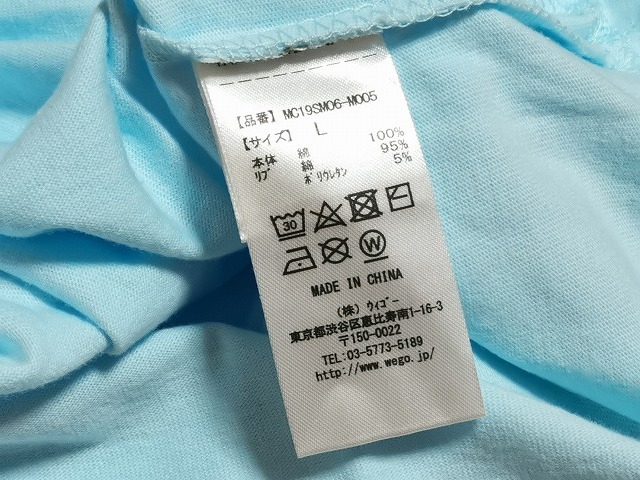 【品番】 MC19SM06-M005
【サイズ】 L
本体 綿 100%
リブ 綿 95%
ポリウレタン 5%
30
W
MADE IN CHINA
(株) ウィゴー
東京都渋谷区恵比寿南1-16-3
〒150-0022
TEL:03-5773-5189
http://www.wego.jp/